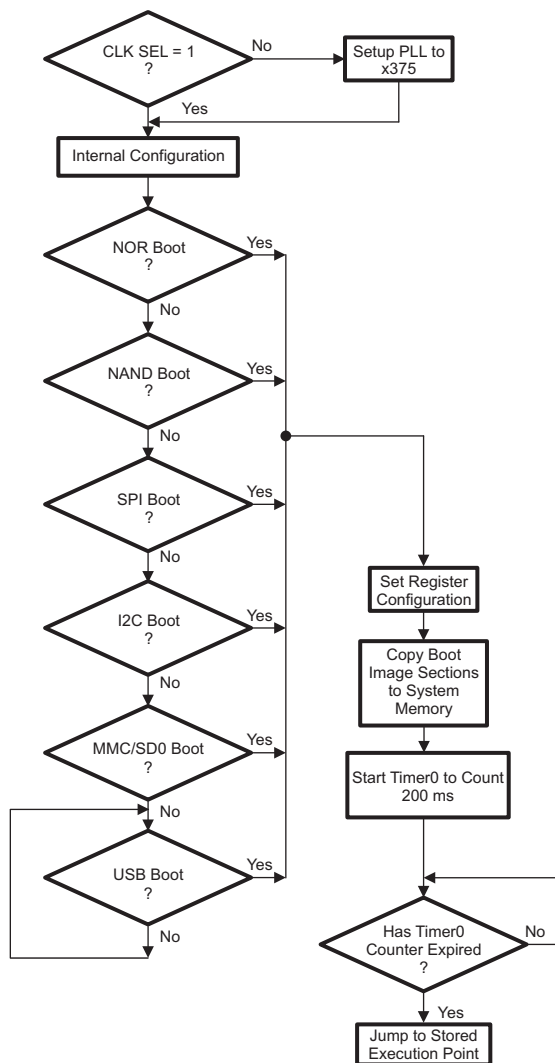 CLK SEL = 1
?
No
Setup PLL to
x375
Yes
Internal Configuration
NOR Boot
?
Yes
No
NAND Boot
?
Yes
No
SPI Boot
?
Yes
No
I2C Boot
?
Yes
No
MMC/SD0 Boot
?
Yes
No
USB Boot
?
Yes
No
Set Register
Configuration
Copy Boot
Image Sections
to System
Memory
Start Timer0 to Count
200 ms
Has Timer0
Counter Expired
?
No
Yes
Jump to Stored
Execution Point